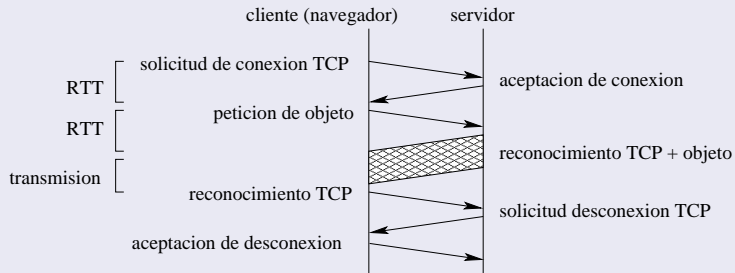 cliente (navegador)
servidor
solicitud de conexion TCP
aceptacion de conexion
RTT
peticion de objeto
RTT
reconocimiento TCP + objeto
transmision
reconocimiento TCP
solicitud desconexion TCP
aceptacion de desconexion